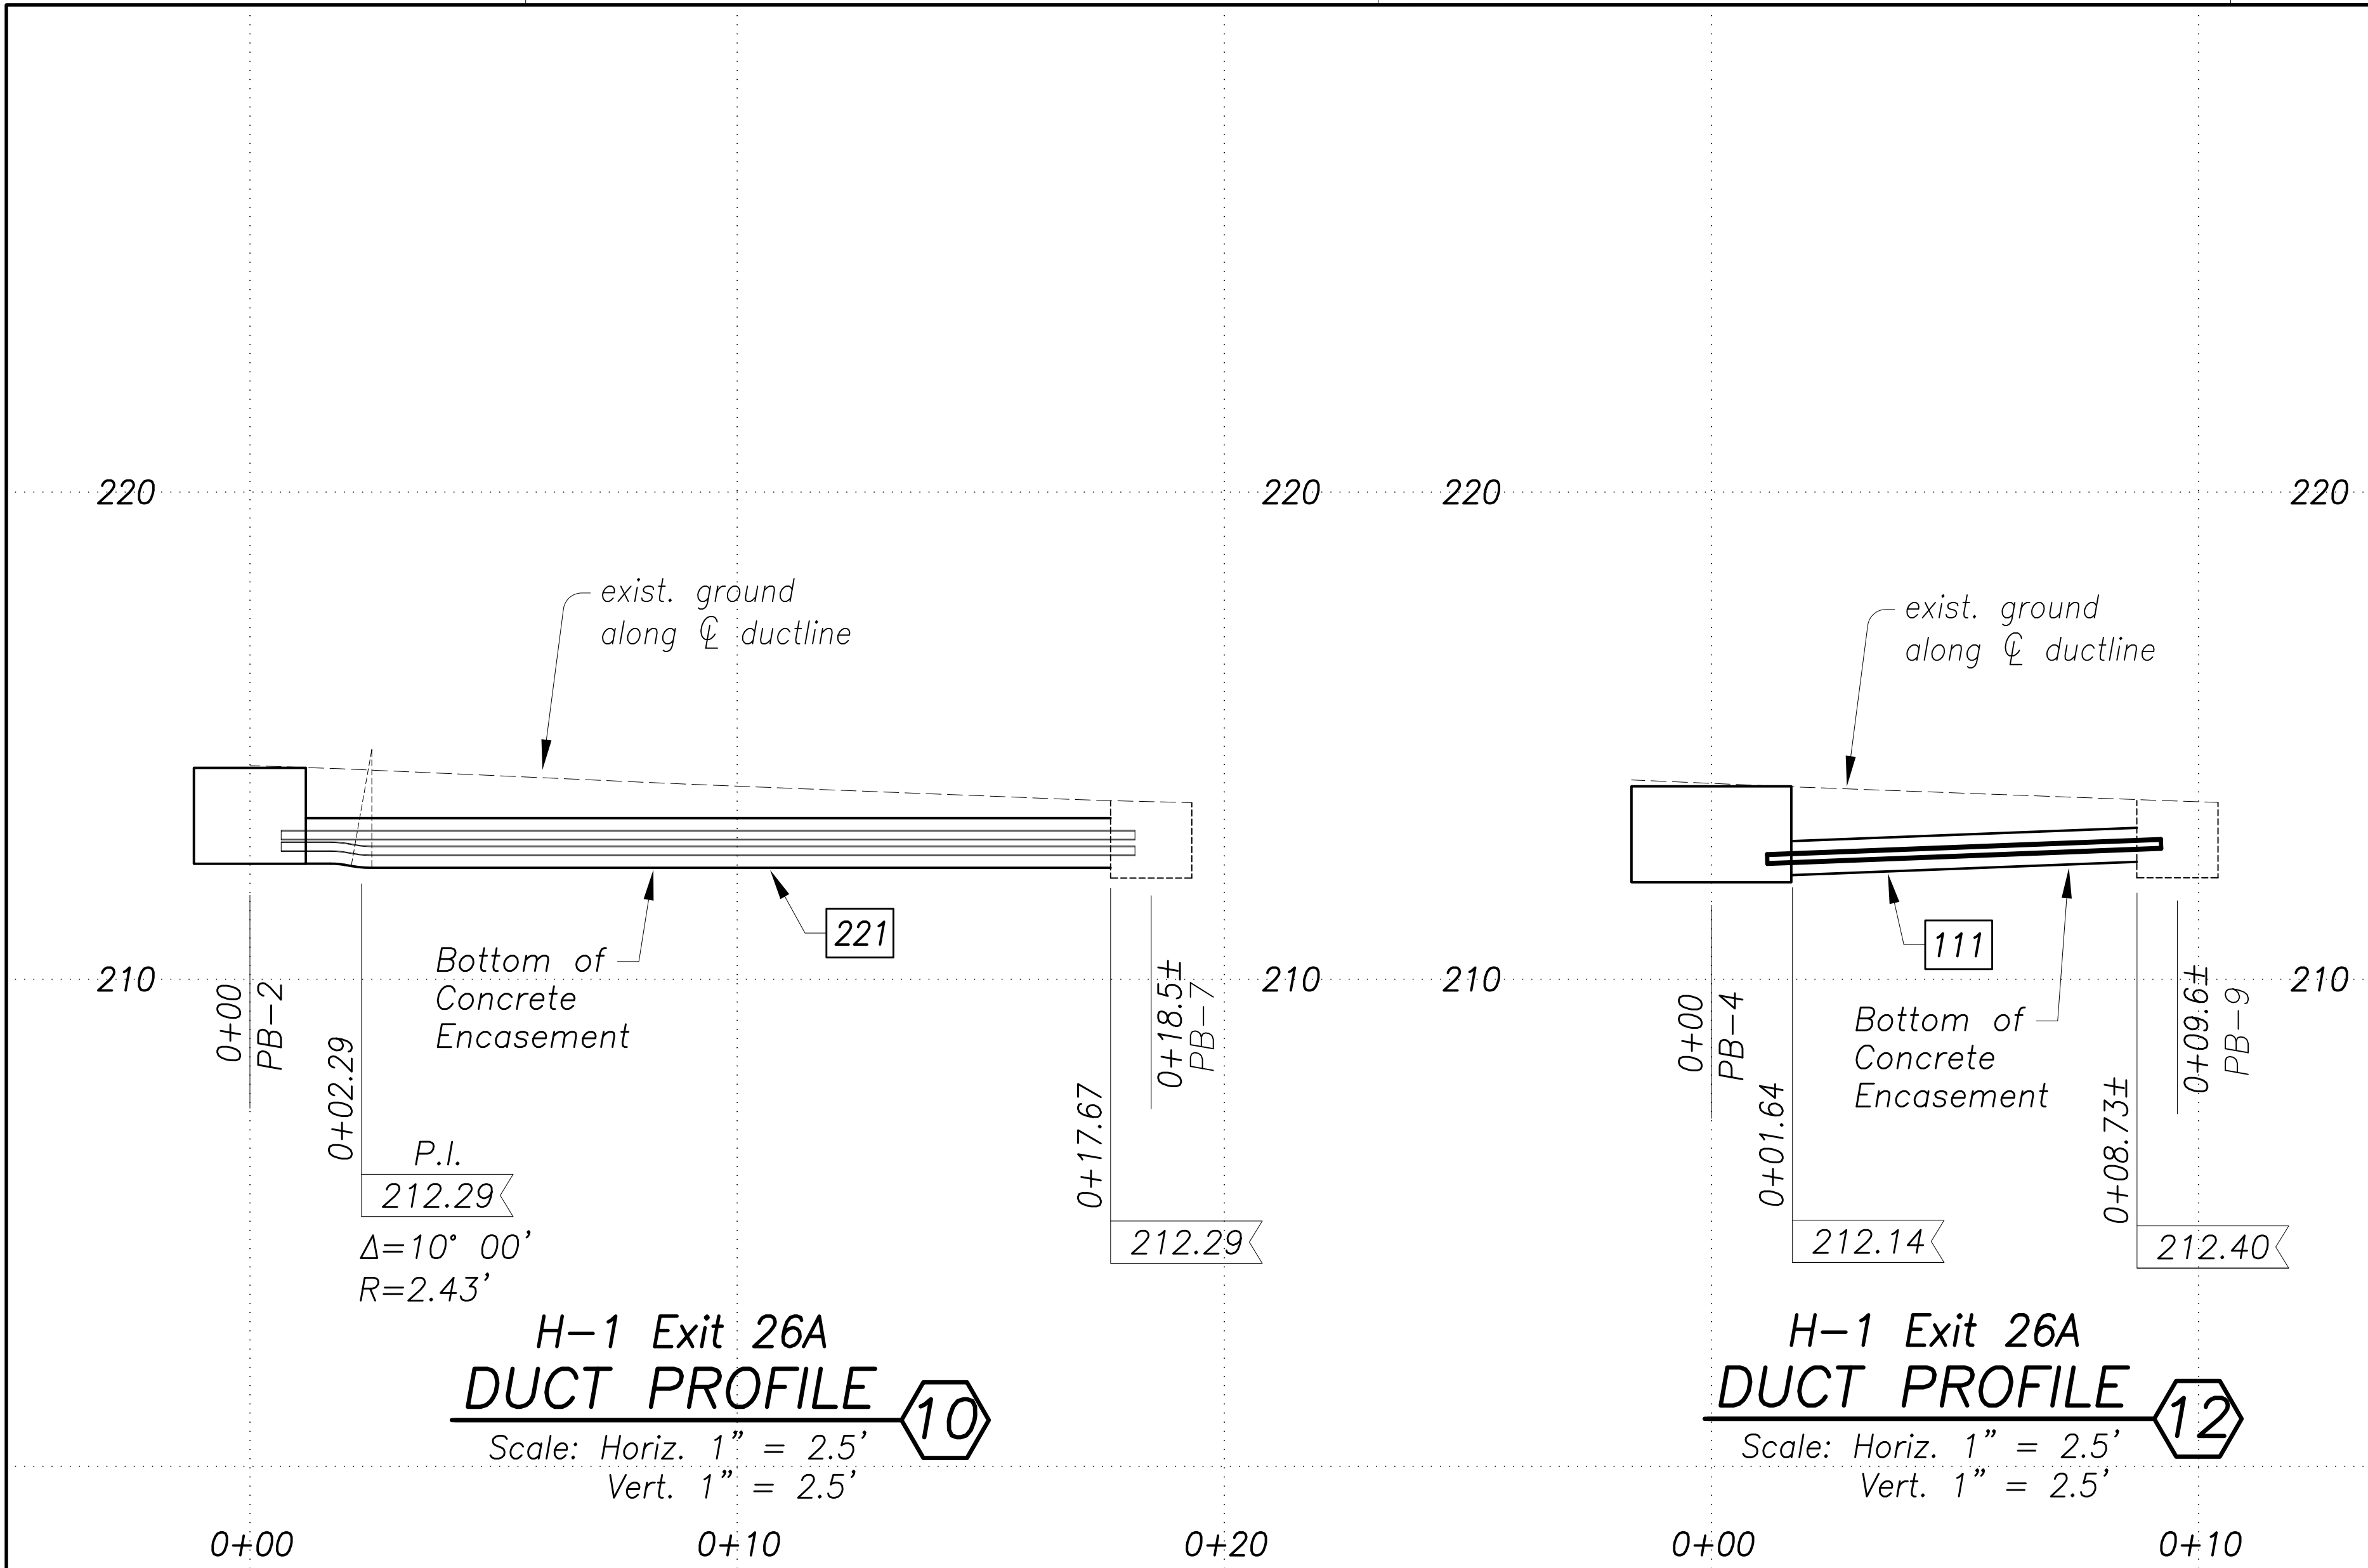 220
220
220
220
exist. ground
along ℄ ductline
exist. ground
along ℄ ductline
221
111
210
210
210
210
Bottom of
Concrete
Encasement
Bottom of
Concrete
Encasement
0+00
PB-2
0+02.29
P.I.
212.29
Δ=10° 00'
R=2.43'
0+17.67
212.29
0+18.5±
PB-7
0+00
PB-4
0+01.64
212.14
0+08.73±
212.40
0+09.6±
PB-9
H-1 Exit 26A
DUCT PROFILE 10
Scale: Horiz. 1" = 2.5'
Vert. 1" = 2.5'
H-1 Exit 26A
DUCT PROFILE 12
Scale: Horiz. 1" = 2.5'
Vert. 1" = 2.5'
0+00
0+10
0+20
0+00
0+10